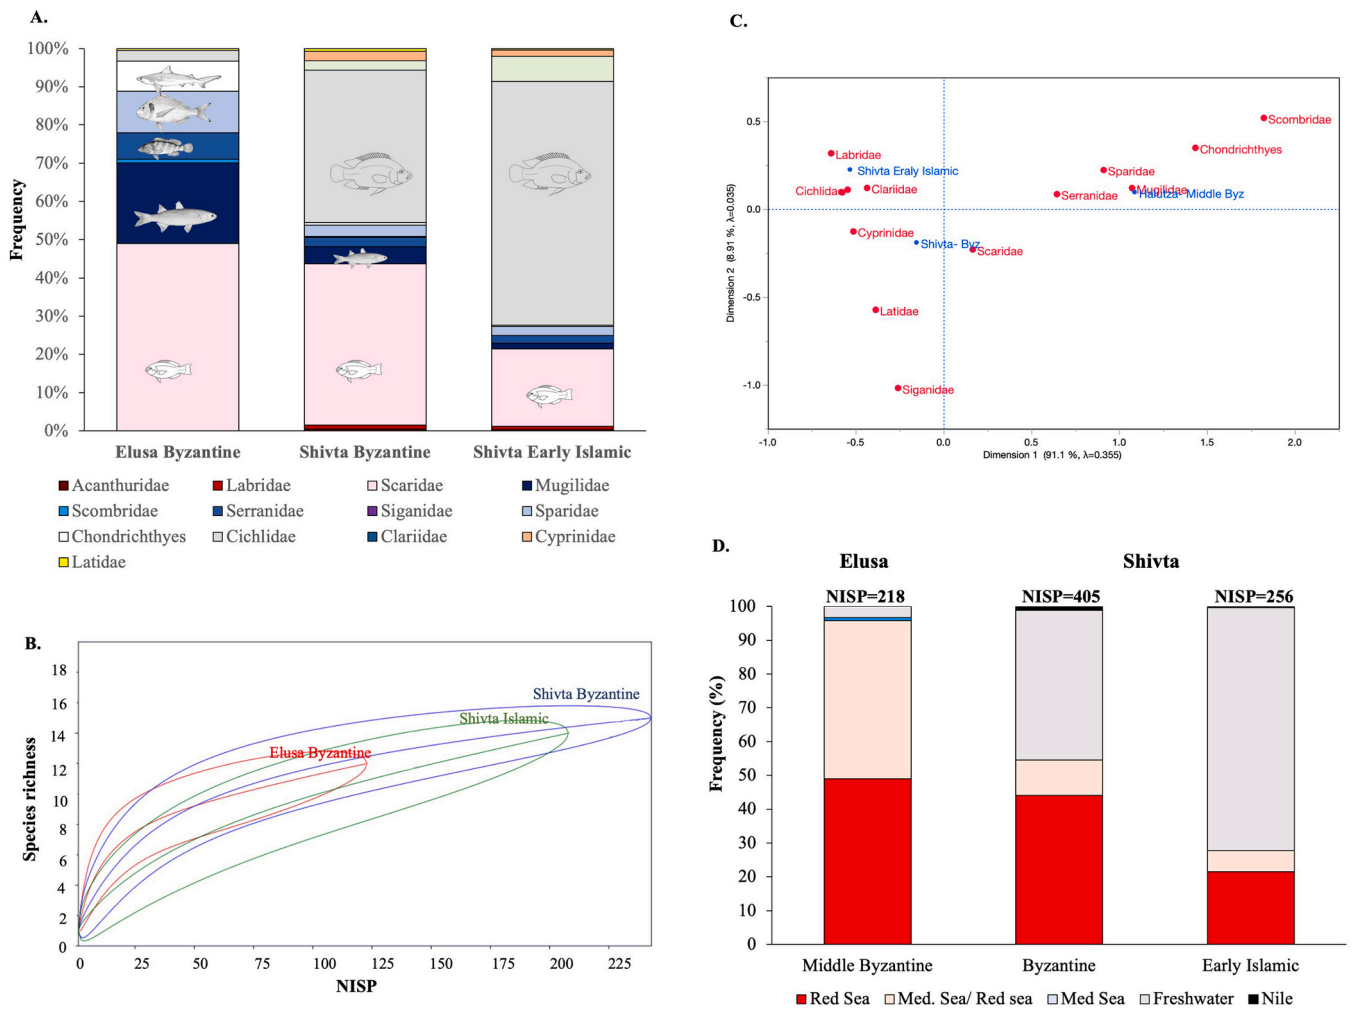 A.
100%
90%
80%
70%
60%
50%
40%
30%
20%
10%
0%
Frequency
Elusa Byzantine Shivta Byzantine Shivta Early Islamic
Acanthuridae Labridae Scaridae Mugilidae
Scombridae Serranidae Siganidae Sparidae
Chondrichthyes Cichlidae Clariidae Cyprinidae
Latidae
B.
18
16
14
12
10
8
6
4
2
0
Species richness
Shivta Byzantine
Shivta Islamic
Elusa Byzantine
0 25 50 75 100 125 150 175 200 225
NISP
C.
0.5
0.0
-0.5
-1.0
Dimension 2 (8.91 %, λ=0.035)
Scombridae
Chondrichthyes
Labridae
Shivta Eraly Islamic
Sparidae
Cichlidae
Clariidae
Mugilidae
Serranidae
Halutza- Middle Byz
Cyprinidae
Shivta- Byz
Scaridae
Latidae
Siganidae
-1.0 -0.5 0.0 0.5 1.0 1.5 2.0
Dimension 1 (91.1 %, λ=0.355)
D.
Elusa Shivta
NISP=218 NISP=405 NISP=256
100
90
80
70
60
50
40
30
20
10
0
Frequency (%)
Middle Byzantine Byzantine Early Islamic
Red Sea Med. Sea/ Red sea Med Sea Freshwater Nile